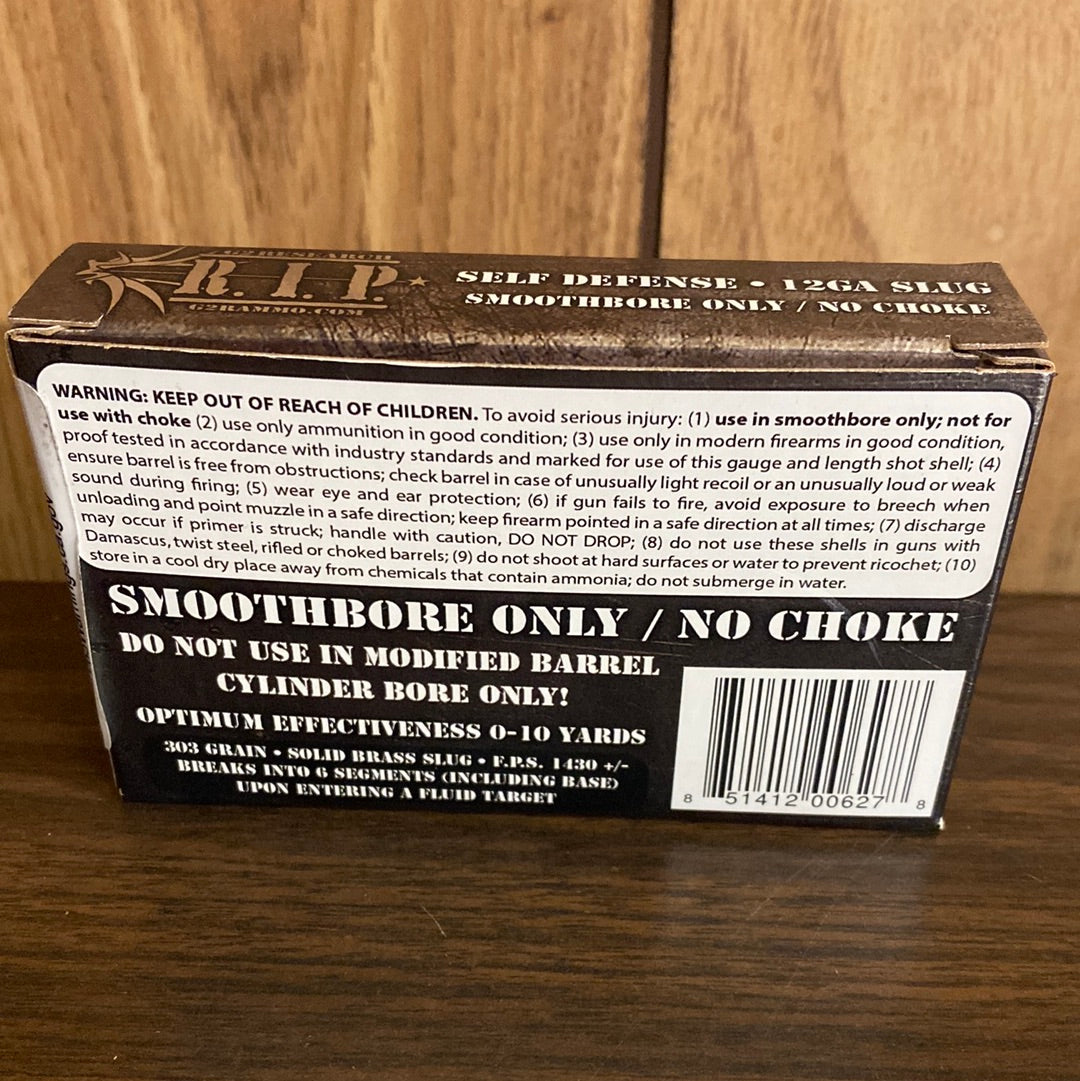 G2 RESEARCH
R.I.P.
G2RAMMO.COM
SELF DEFENSE • 12GA SLUG
SMOOTHBORE ONLY / NO CHOKE
WARNING: KEEP OUT OF REACH OF CHILDREN. To avoid serious injury: (1) use in smoothbore only; not for
use with choke (2) use only ammunition in good condition; (3) use only in modern firearms in good condition,
proof tested in accordance with industry standards and marked for use of this gauge and length shot shell; (4)
ensure barrel is free from obstructions; check barrel in case of unusually light recoil or an unusually loud or weak
sound during firing; (5) wear eye and ear protection; (6) if gun fails to fire, avoid exposure to breech when
unloading and point muzzle in a safe direction; keep firearm pointed in a safe direction at all times; (7) discharge
may occur if primer is struck; handle with caution, DO NOT DROP; (8) do not use these shells in guns with
Damascus, twist steel, rifled or choked barrels; (9) do not shoot at hard surfaces or water to prevent ricochet; (10)
store in a cool dry place away from chemicals that contain ammonia; do not submerge in water.
SMOOTHBORE ONLY / NO CHOKE
DO NOT USE IN MODIFIED BARREL
CYLINDER BORE ONLY!
OPTIMUM EFFECTIVENESS 0-10 YARDS
303 GRAIN • SOLID BRASS SLUG • F.P.S. 1430 +/-
BREAKS INTO 6 SEGMENTS (INCLUDING BASE)
UPON ENTERING A FLUID TARGET
8 51412 00627 8